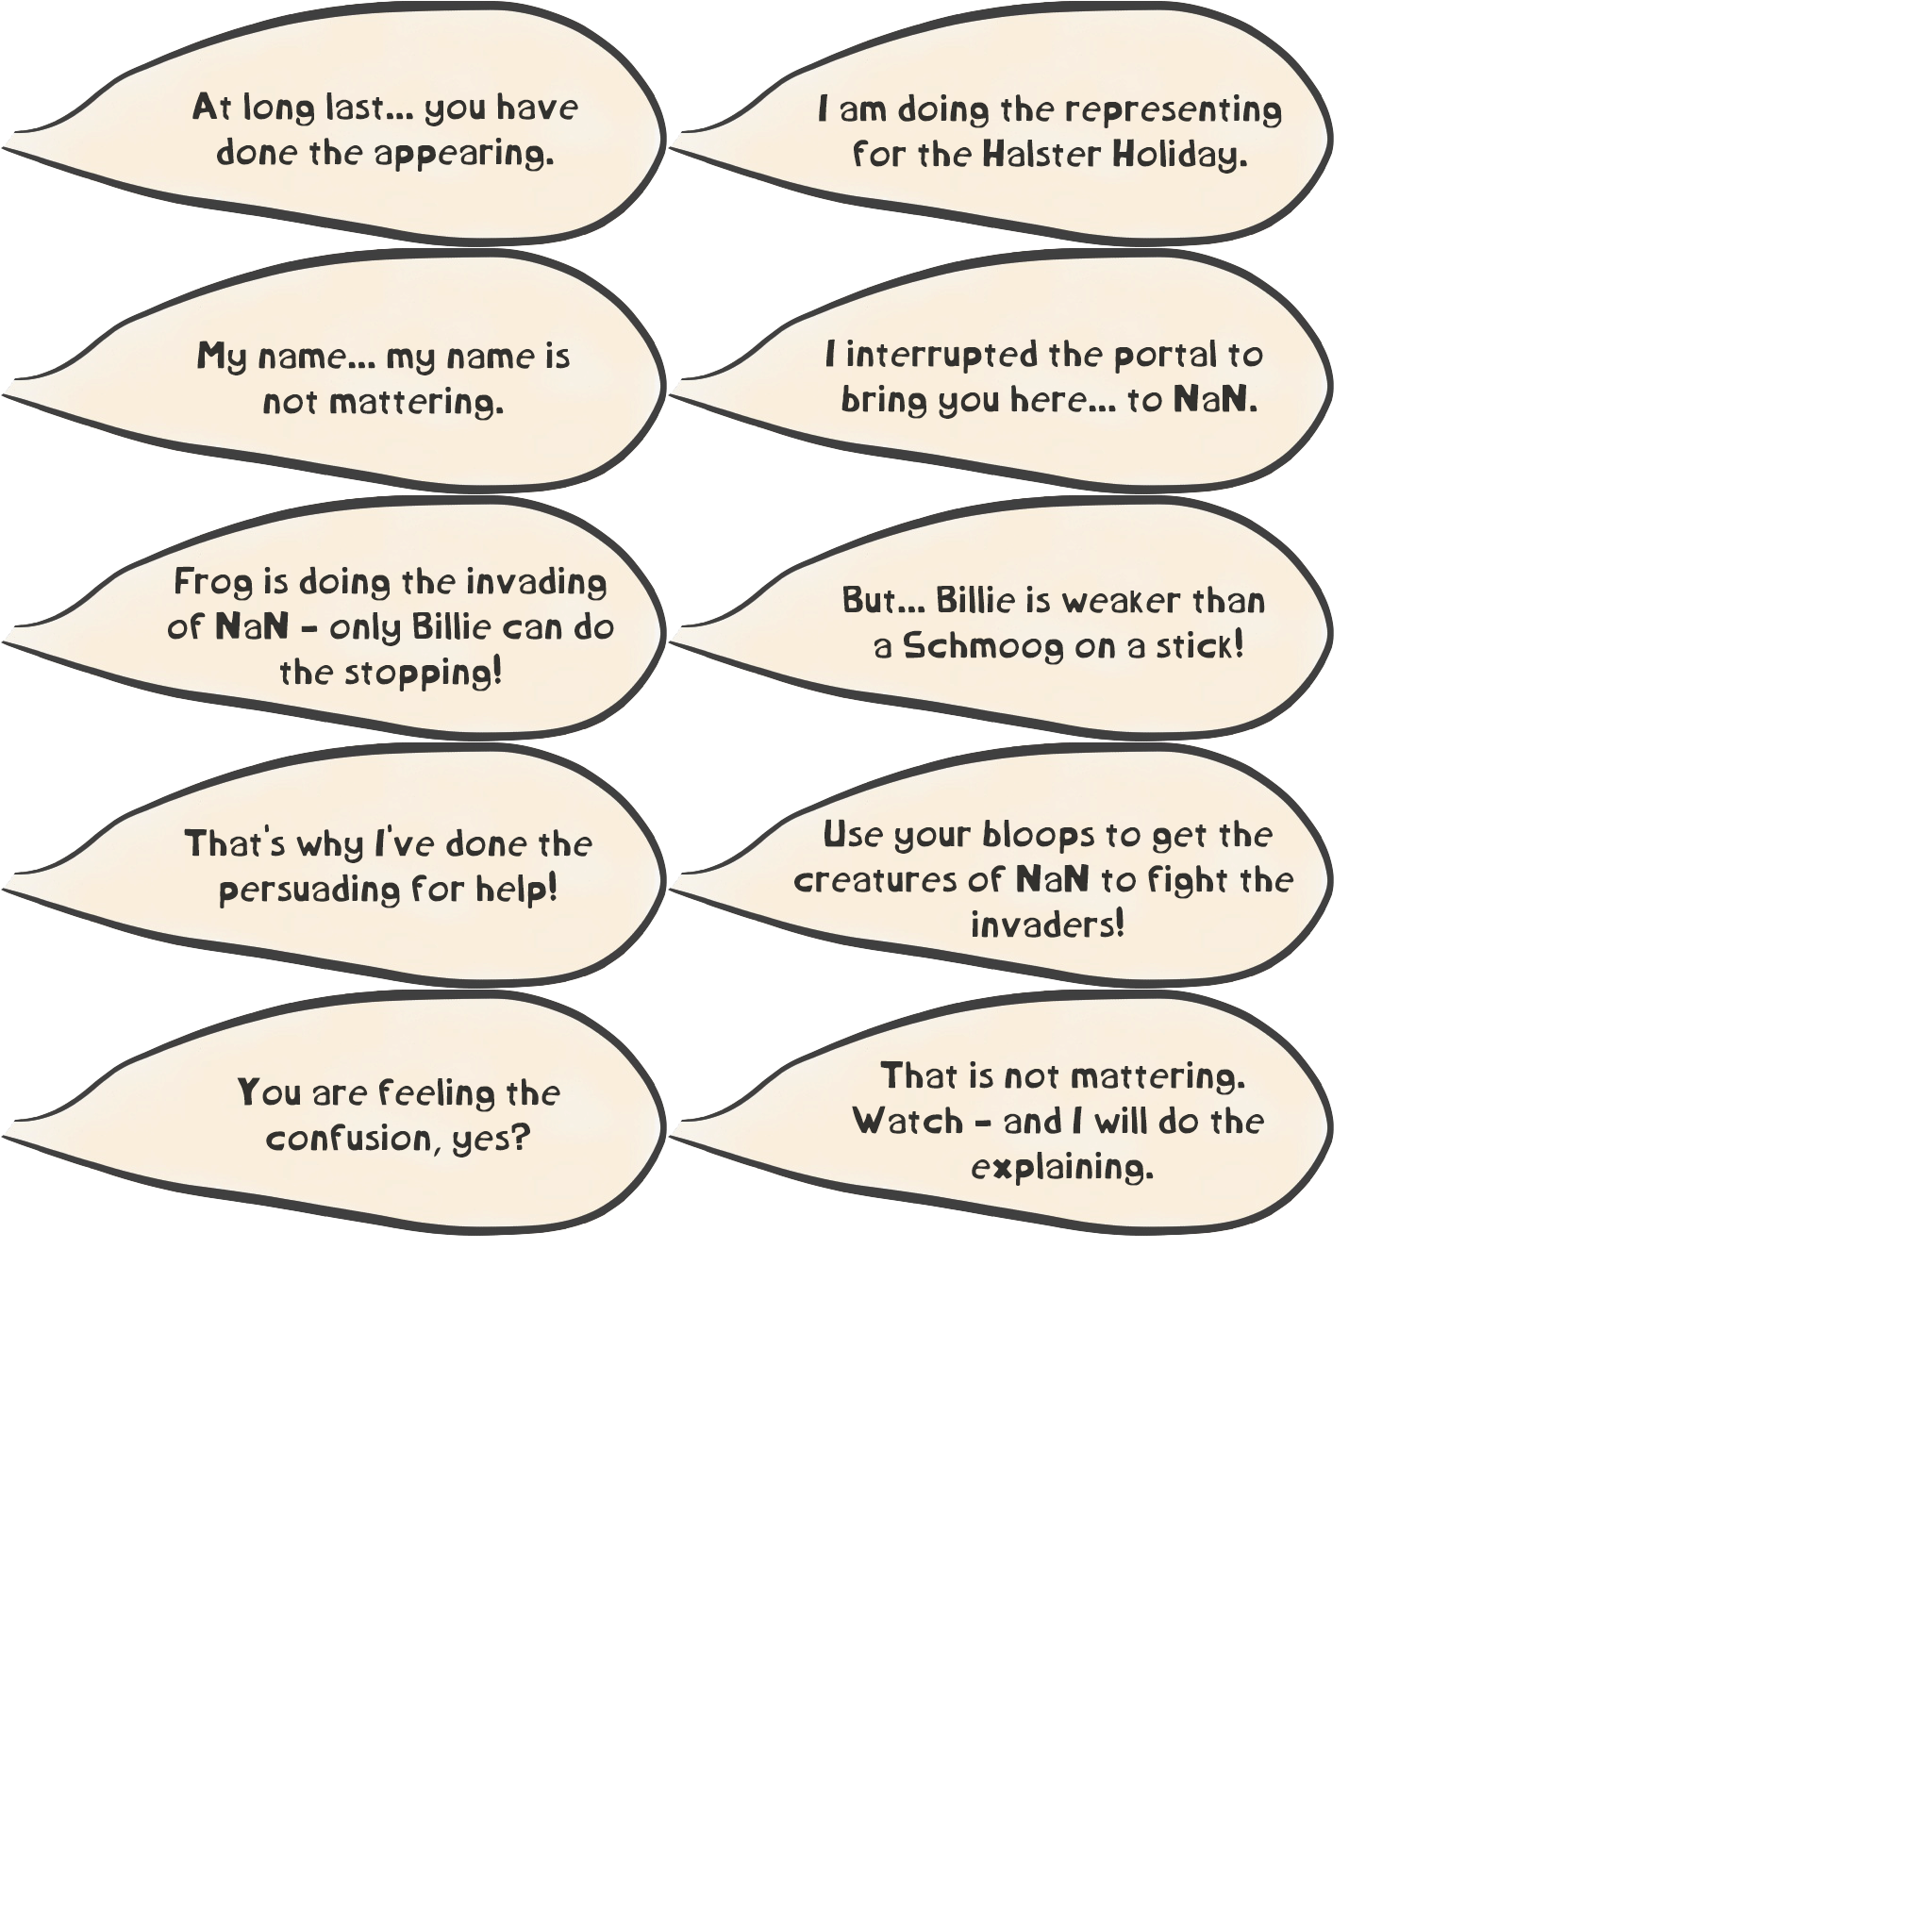 At long last... you have
done the appearing.
I am doing the representing
for the Halster Holiday.
My name... my name is
not mattering.
I interrupted the portal to
bring you here... to NaN.
Frog is doing the invading
of NaN - only Billie can do
the stopping!
But... Billie is weaker than
a Schmoog on a stick!
That's why I've done the
persuading for help!
Use your bloops to get the
creatures of NaN to fight the
invaders!
You are feeling the
confusion, yes?
That is not mattering.
Watch - and I will do the
explaining.